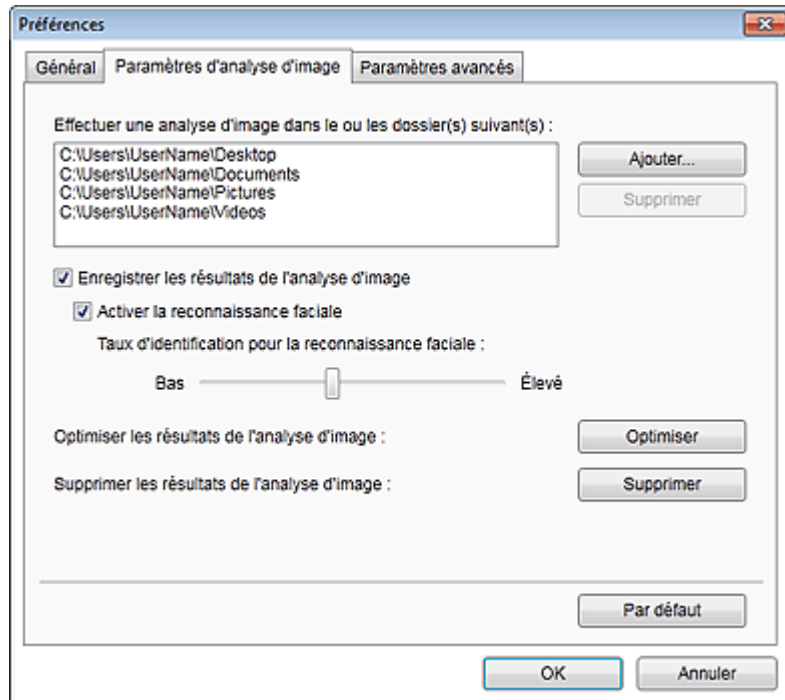 Préférences
Général Paramètres d'analyse d'image Paramètres avancés
Effectuer une analyse d'image dans le ou les dossier(s) suivant(s) :
C:\Users\UserName\Desktop
C:\Users\UserName\Documents
C:\Users\UserName\Pictures
C:\Users\UserName\Videos
Ajouter...
Supprimer
Enregistrer les résultats de l'analyse d'image
Activer la reconnaissance faciale
Taux d'identification pour la reconnaissance faciale :
Bas Élevé
Optimiser les résultats de l'analyse d'image : Optimiser
Supprimer les résultats de l'analyse d'image : Supprimer
Par défaut
OK Annuler